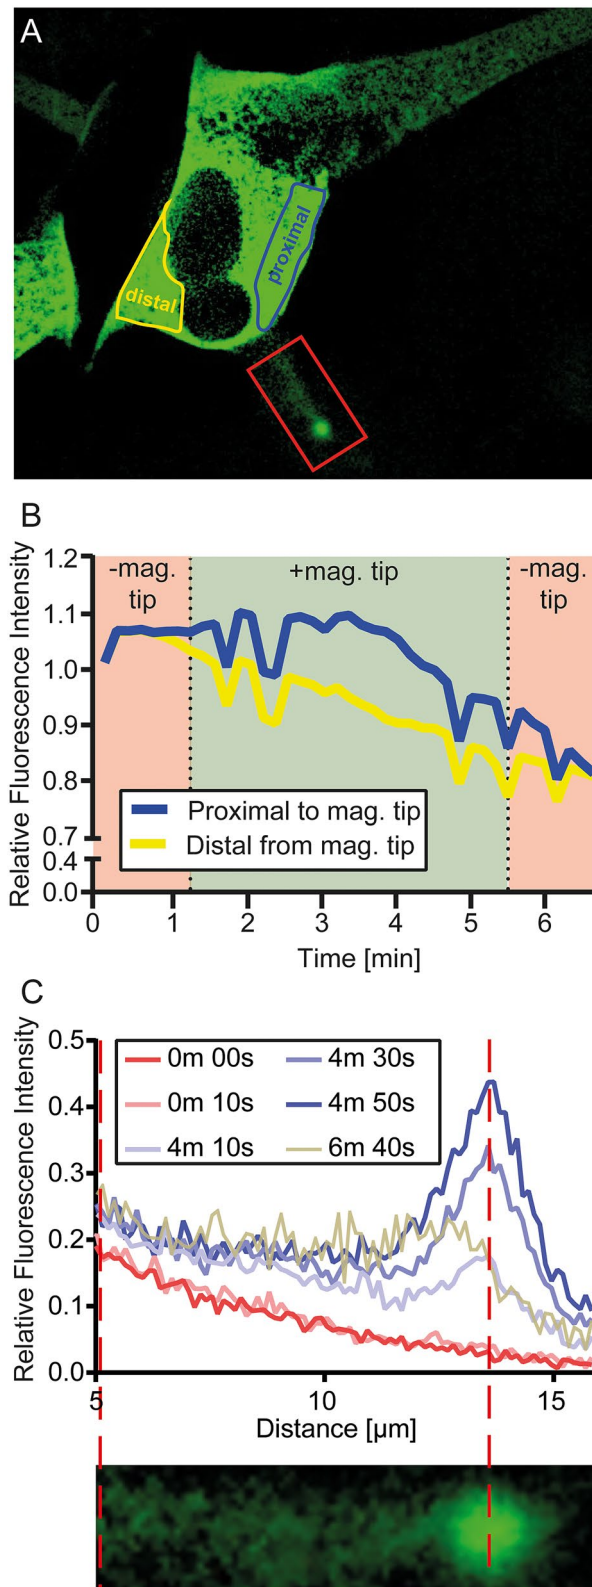 A
proximal
distal
B
Relative Fluorescence Intensity
1.2
1.1
1.0
0.9
0.8
0.7
0.4
0.0
-mag.
tip
+mag. tip
-mag.
tip
Proximal to mag. tip
Distal from mag. tip
0 1 2 3 4 5 6
Time [min]
C
Relative Fluorescence Intensity
0.5
0.4
0.3
0.2
0.1
0.0
0m 00s 4m 30s
0m 10s 4m 50s
4m 10s 6m 40s
5 10 15
Distance [µm]